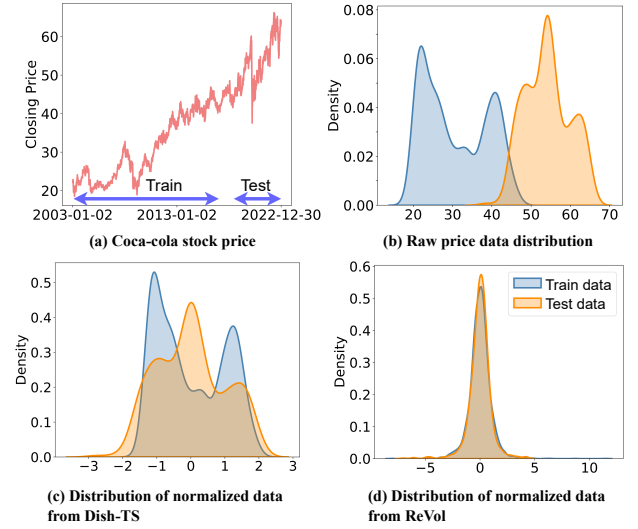 Closing Price
60
50
40
30
20
Train
Test
2003-01-02 2013-01-02 2022-12-30
(a) Coca-cola stock price
Density
0.08
0.06
0.04
0.02
0.00
20 30 40 50 60 70
(b) Raw price data distribution
Density
0.5
0.4
0.3
0.2
0.1
0.0
−3 −2 −1 0 1 2 3
(c) Distribution of normalized data
from Dish-TS
Density
0.6
0.5
0.4
0.3
0.2
0.1
0.0
Train data
Test data
−5 0 5 10
(d) Distribution of normalized data
from ReVol